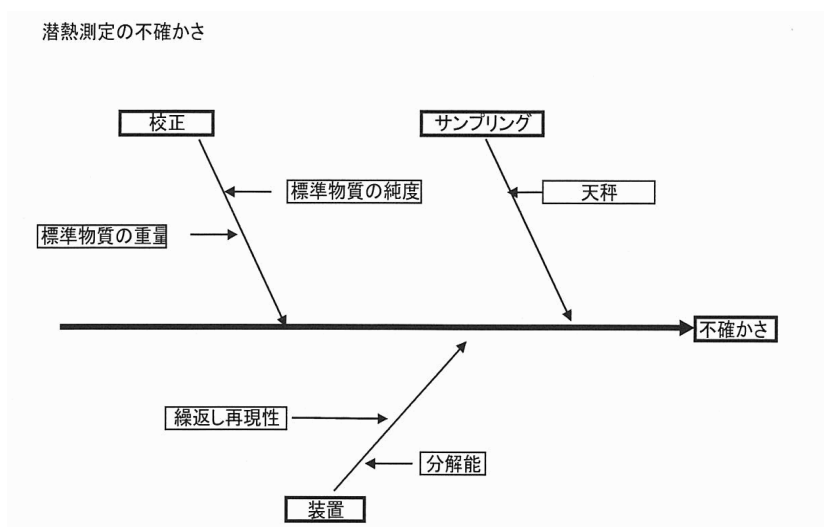 潜熱測定の不確かさ
校正
サンプリング
標準物質の純度
天秤
標準物質の重量
不確かさ
繰返し再現性
分解能
装置